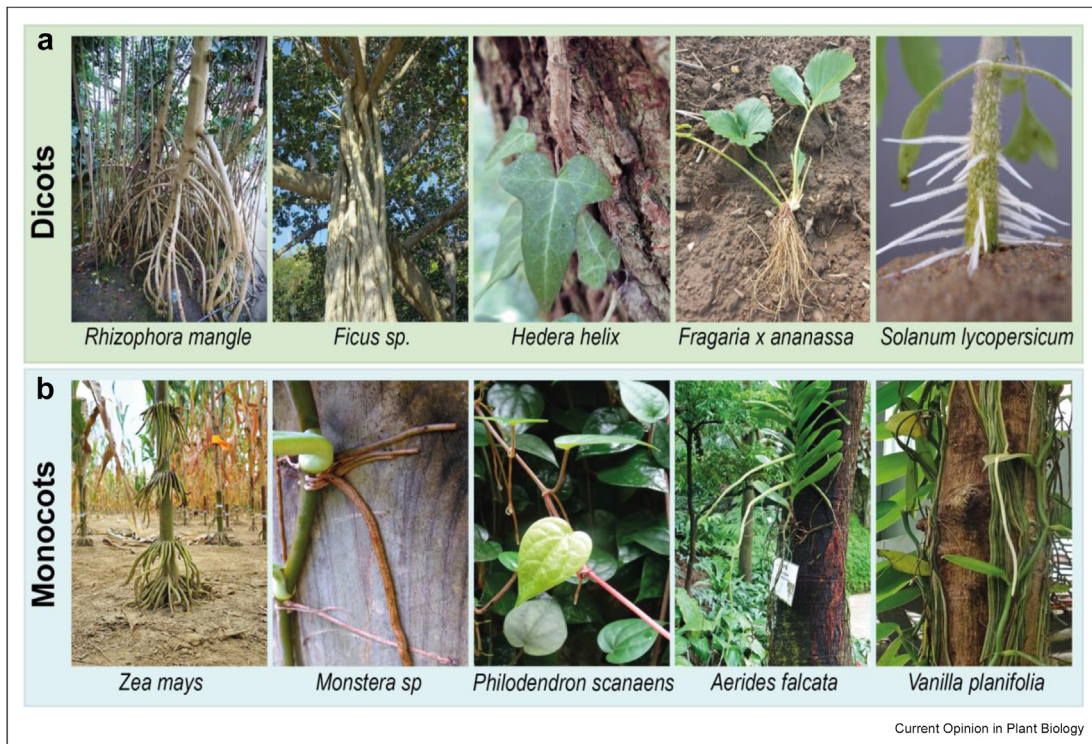 a
Dicots
Rhizophora mangle
Ficus sp.
Hedera helix
Fragaria x ananassa
Solanum lycopersicum
b
Monocots
Zea mays
Monstera sp
Philodendron scanaens
Aerides falcata
Vanilla planifolia
Current Opinion in Plant Biology